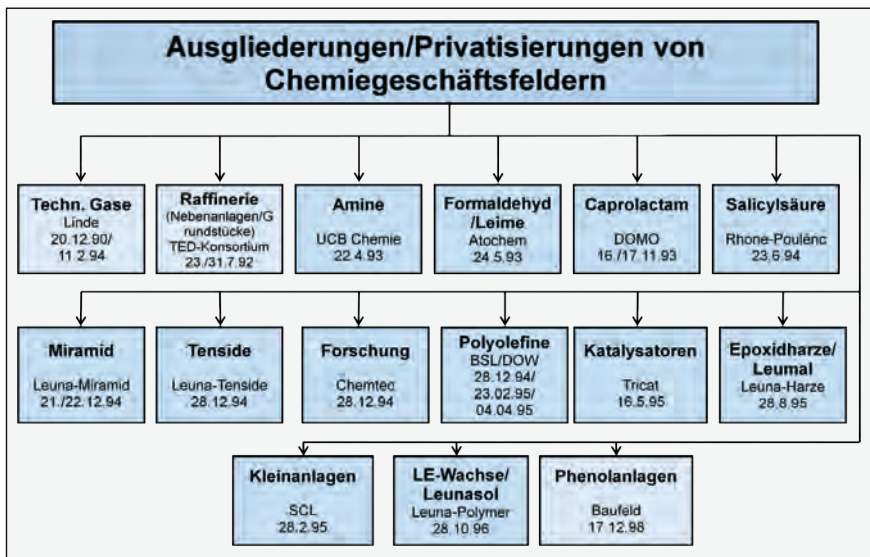 Ausgliederungen/Privatisierungen von
Chemiegeschäftsfeldern
Techn. Gase
Linde
20.12.90/
11.2.94
Raffinerie
(Nebenanlagen/G
rundstücke)
TED-Konsortium
23./31.7.92
Amine
UCB Chemie
22.4.93
Formaldehyd
/Leime
Atochem
24.5.93
Caprolactam
DOMO
16./17.11.93
Salicylsäure
Rhone-Poulenc
23.6.94
Miramid
Leuna-Miramid
21./22.12.94
Tenside
Leuna-Tenside
28.12.94
Forschung
Chemtec
28.12.94
Polyolefine
BSL/DOW
28.12.94/
23.02.95/
04.04.95
Katalysatoren
Tricat
16.5.95
Epoxidharze/
Leumal
Leuna-Harze
28.8.95
Kleinanlagen
SCL
28.2.95
LE-Wachse/
Leunasol
Leuna-Polymer
28.10.96
Phenolanlagen
Baufeld
17.12.98